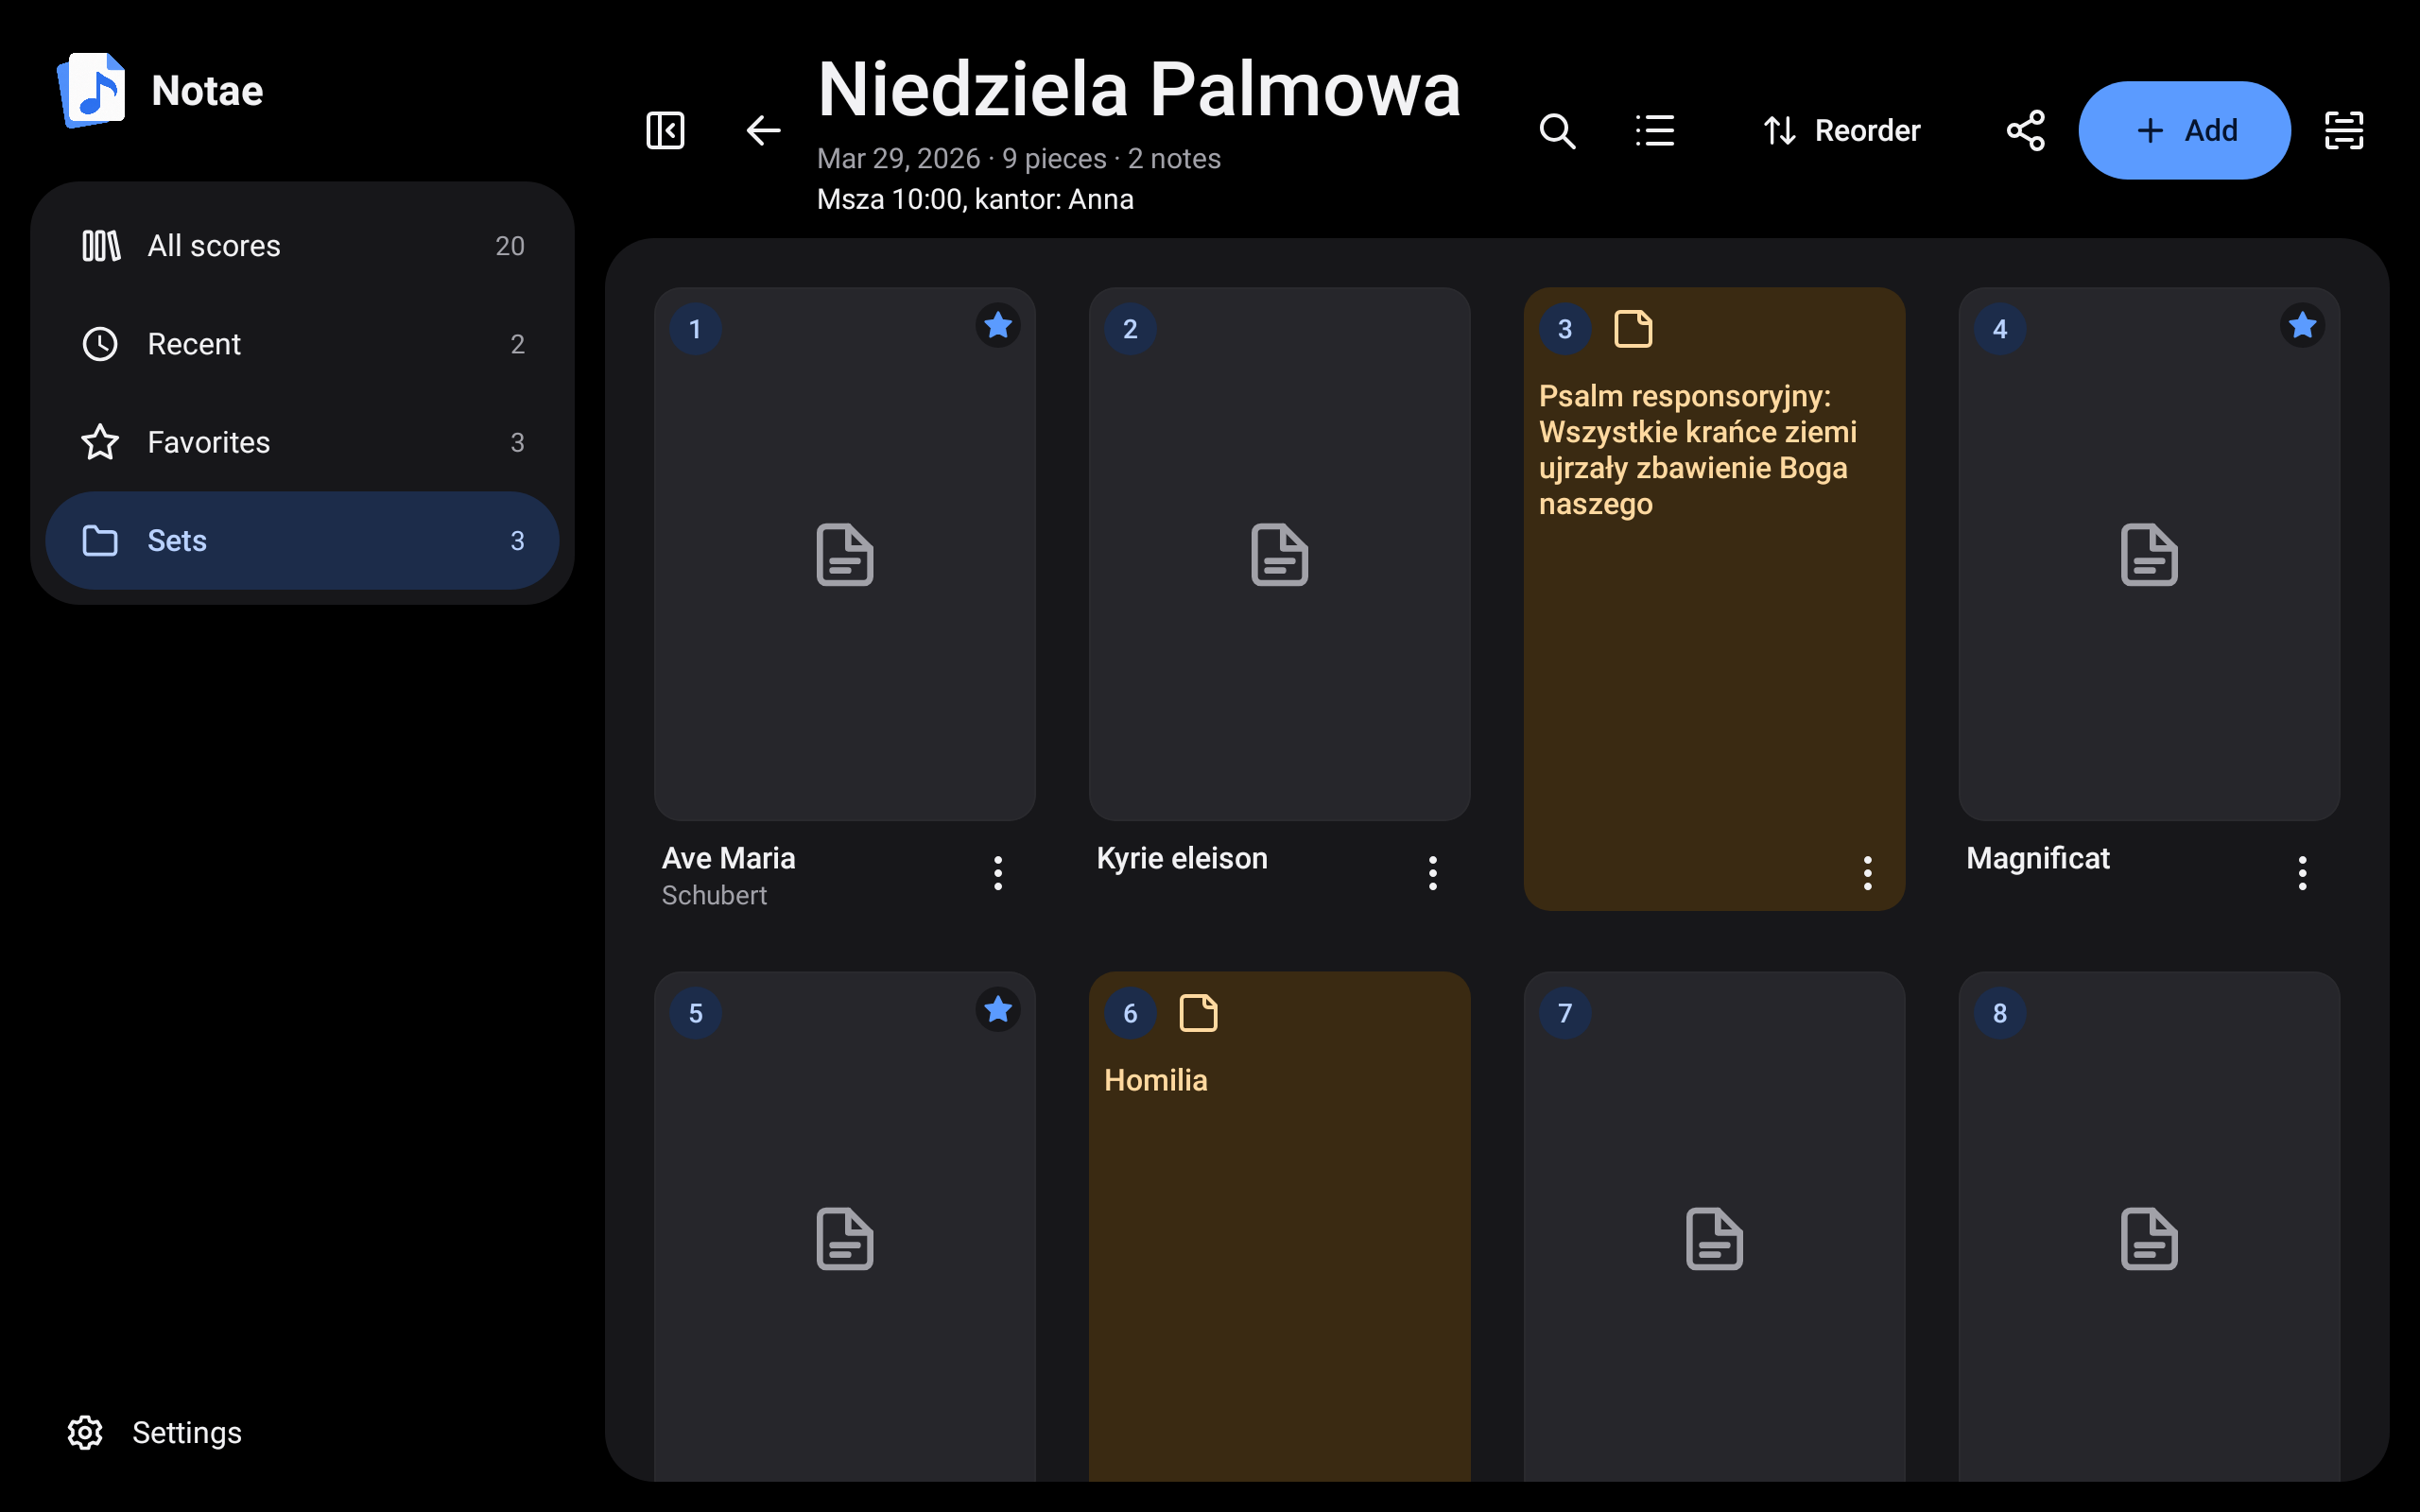 Notae
All scores 20
Recent 2
Favorites 3
Sets 3
Settings
Niedziela Palmowa
Mar 29, 2026 · 9 pieces · 2 notes
Msza 10:00, kantor: Anna
Reorder
+ Add
1
2
3
Psalm responsoryjny:
Wszystkie krańce ziemi
ujrzały zbawienie Boga
naszego
4
Ave Maria
Schubert
Kyrie eleison
Magnificat
5
6
Homilia
7
8